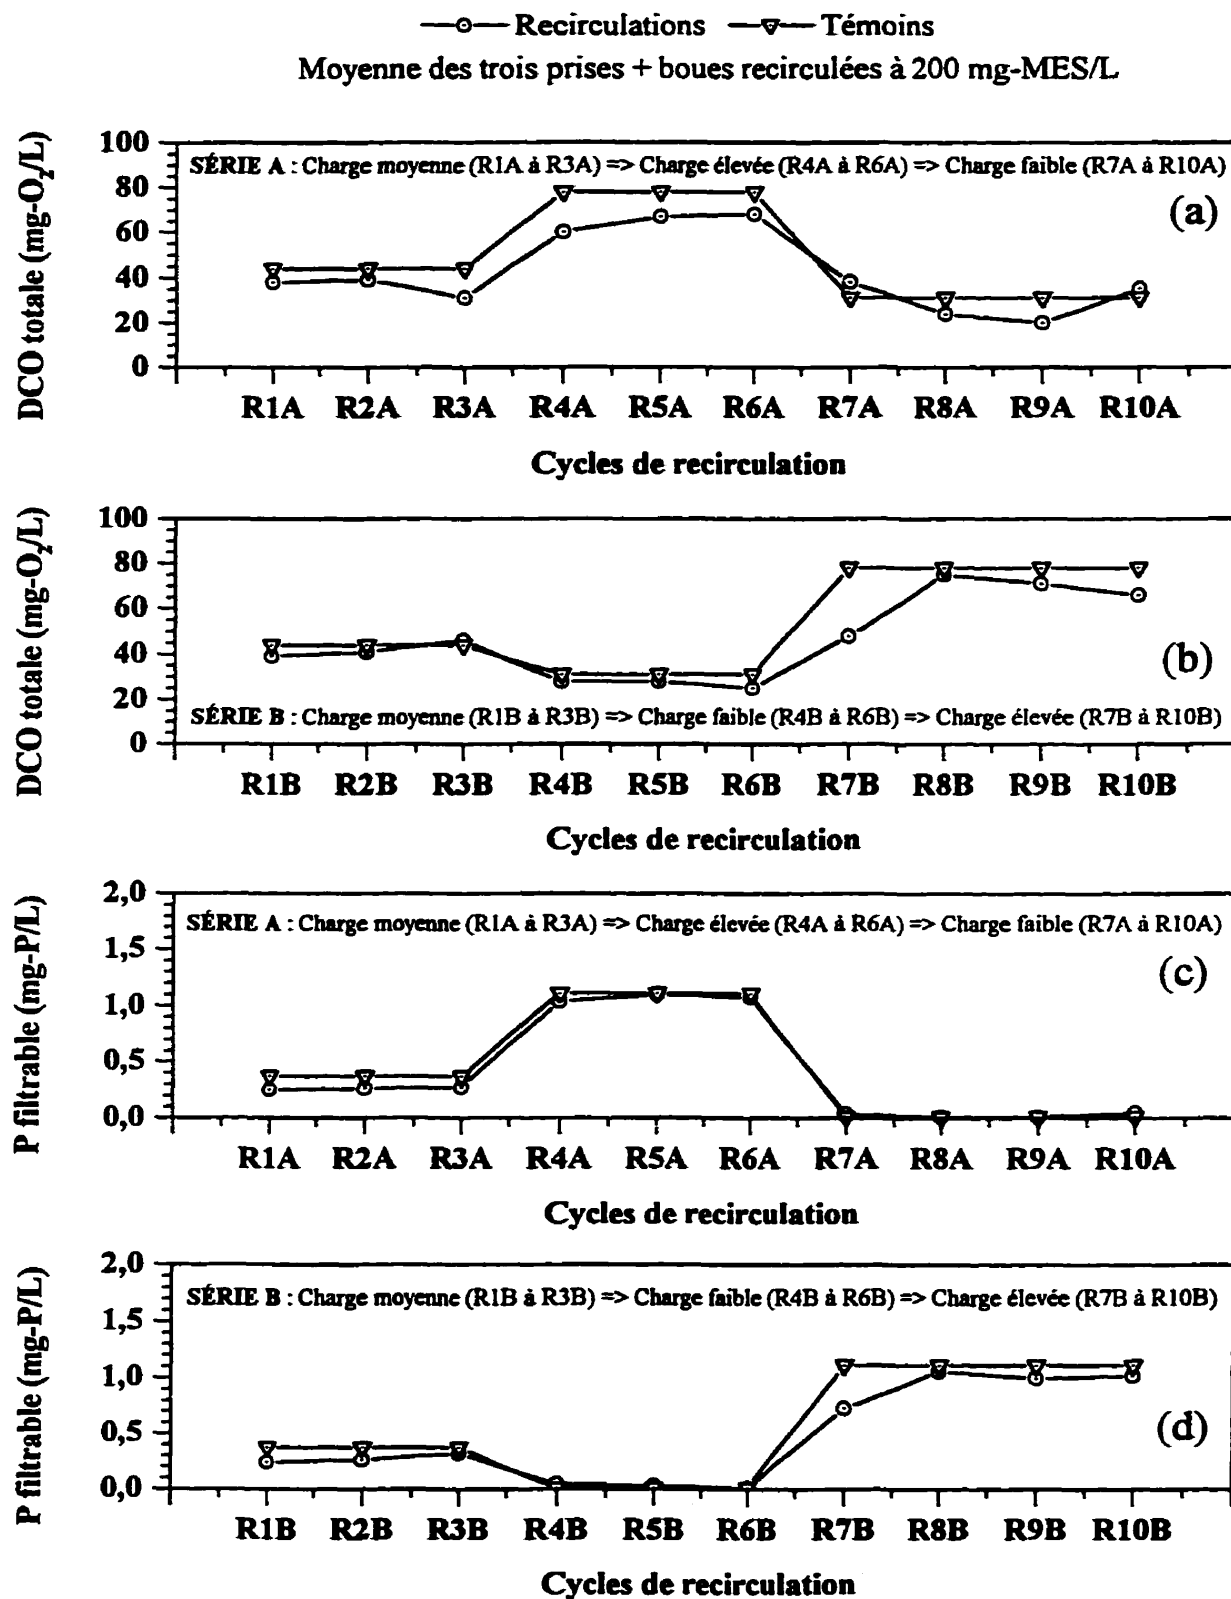 Recirculations Témoins
Moyenne des trois prises + boues recirculées à 200 mg-MES/L
DCO totale (mg-O₂/L)
100
80
60
40
20
0
SÉRIE A : Charge moyenne (R1A à R3A) => Charge élevée (R4A à R6A) => Charge faible (R7A à R10A)
(a)
R1A R2A R3A R4A R5A R6A R7A R8A R9A R10A
Cycles de recirculation
DCO totale (mg-O₂/L)
100
80
60
40
20
0
(b)
SÉRIE B : Charge moyenne (R1B à R3B) => Charge faible (R4B à R6B) => Charge élevée (R7B à R10B)
R1B R2B R3B R4B R5B R6B R7B R8B R9B R10B
Cycles de recirculation
P filtrable (mg-P/L)
2,0
1,5
1,0
0,5
0,0
SÉRIE A : Charge moyenne (R1A à R3A) => Charge élevée (R4A à R6A) => Charge faible (R7A à R10A)
(c)
R1A R2A R3A R4A R5A R6A R7A R8A R9A R10A
Cycles de recirculation
P filtrable (mg-P/L)
2,0
1,5
1,0
0,5
0,0
SÉRIE B : Charge moyenne (R1B à R3B) => Charge faible (R4B à R6B) => Charge élevée (R7B à R10B)
(d)
R1B R2B R3B R4B R5B R6B R7B R8B R9B R10B
Cycles de recirculation